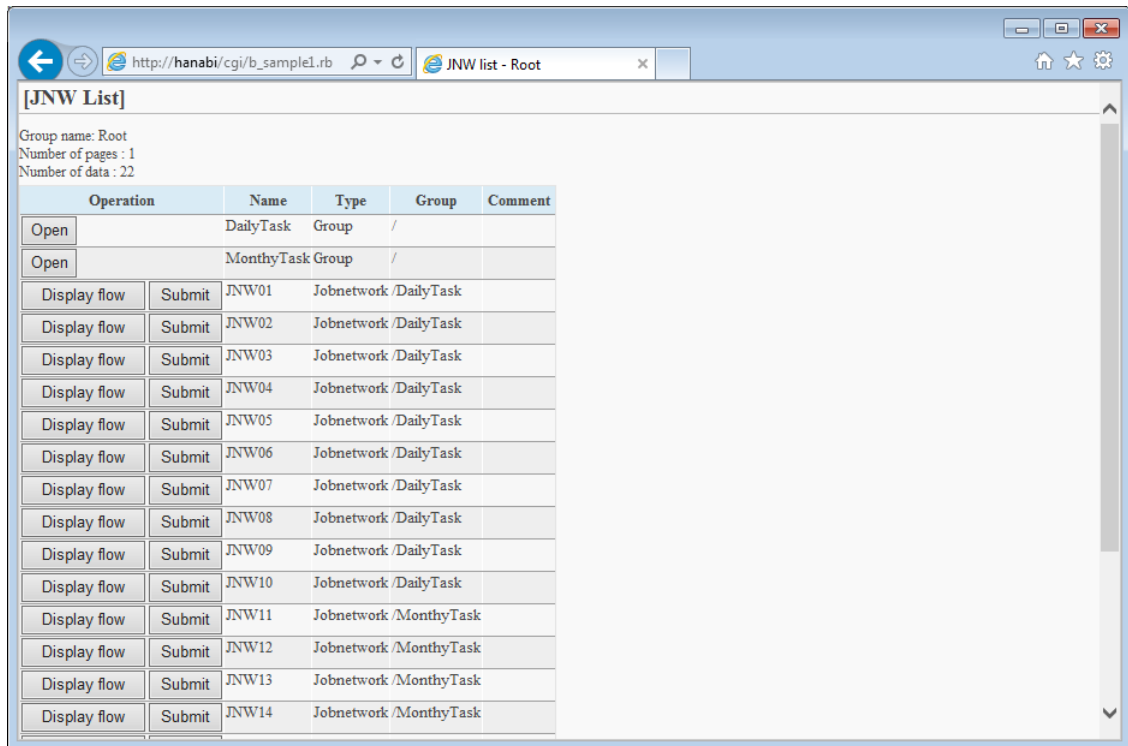 http://hanabi/cgi/b_sample1.rb JNW list - Root
[JNW List]
Group name: Root
Number of pages : 1
Number of data : 22
Operation Name Type Group Comment
Open DailyTask Group /
Open MonthyTask Group /
Display flow Submit JNW01 Jobnetwork /DailyTask
Display flow Submit JNW02 Jobnetwork /DailyTask
Display flow Submit JNW03 Jobnetwork /DailyTask
Display flow Submit JNW04 Jobnetwork /DailyTask
Display flow Submit JNW05 Jobnetwork /DailyTask
Display flow Submit JNW06 Jobnetwork /DailyTask
Display flow Submit JNW07 Jobnetwork /DailyTask
Display flow Submit JNW08 Jobnetwork /DailyTask
Display flow Submit JNW09 Jobnetwork /DailyTask
Display flow Submit JNW10 Jobnetwork /DailyTask
Display flow Submit JNW11 Jobnetwork /MonthyTask
Display flow Submit JNW12 Jobnetwork /MonthyTask
Display flow Submit JNW13 Jobnetwork /MonthyTask
Display flow Submit JNW14 Jobnetwork /MonthyTask